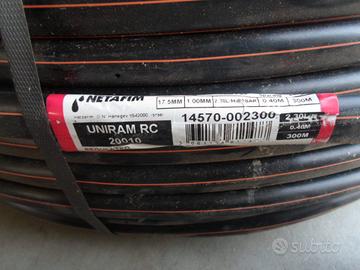 NETAFIM
17.5MM 1.00MM 2.30L/H 0.40M 300M
14570-002300
UNIRAM RC
20010
2.30L/H
0.40M
300M
subito